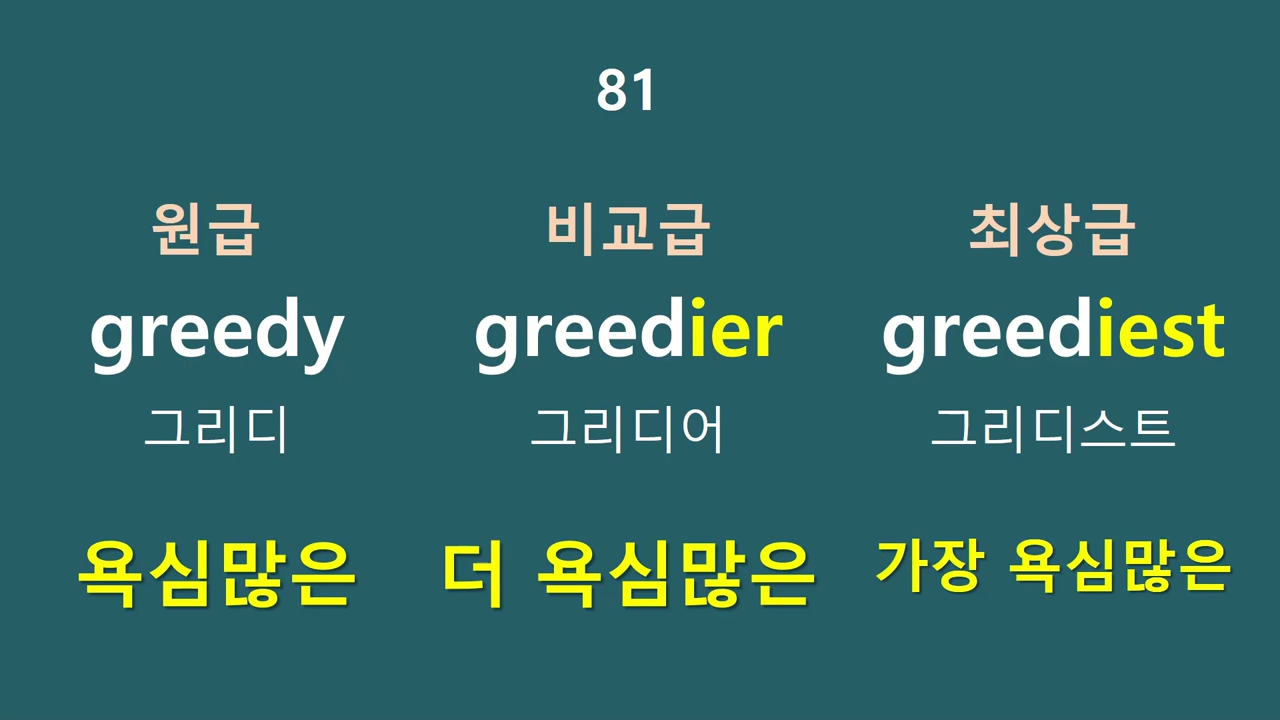 81
원급 비교급 최상급
greedy greedier greediest
그리디 그리디어 그리디스트
욕심많은 더 욕심많은 가장 욕심많은